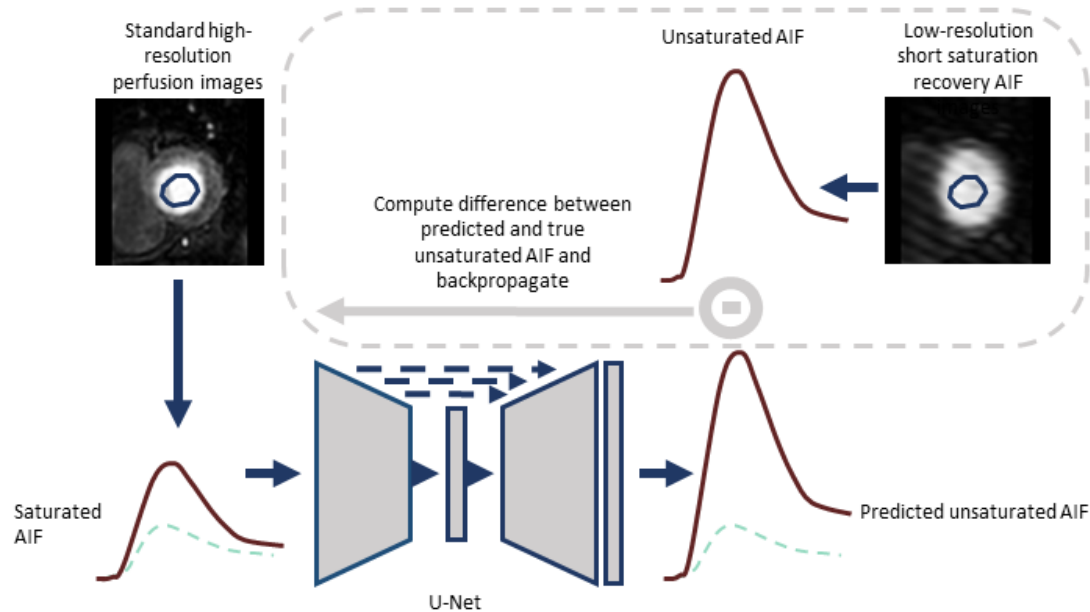 Standard high-
resolution
perfusion images
Unsaturated AIF
Low-resolution
short saturation
recovery AIF
images
Compute difference between
predicted and true
unsaturated AIF and
backpropagate
Saturated
AIF
Predicted unsaturated AIF
U-Net